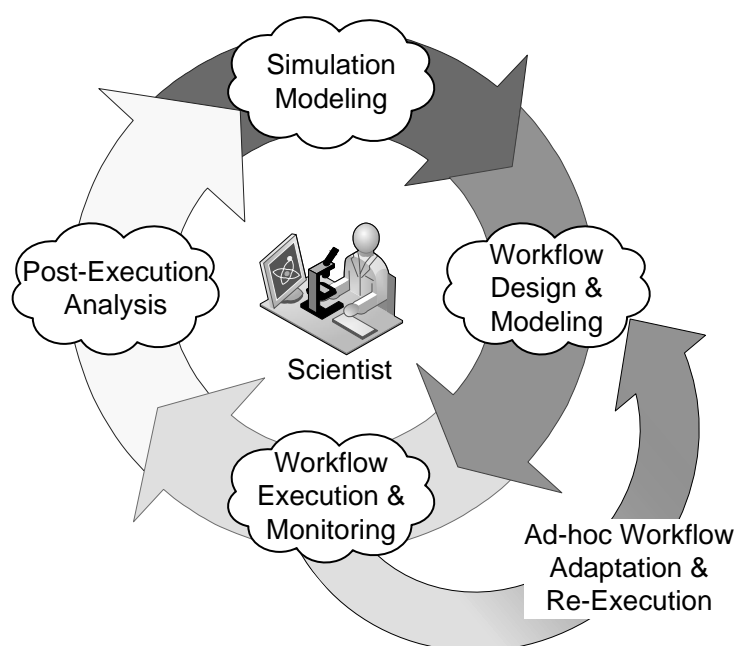 Simulation
Modeling
Post-Execution
Analysis
Workflow
Design &
Modeling
Scientist
Workflow
Execution &
Monitoring
Ad-hoc Workflow
Adaptation &
Re-Execution